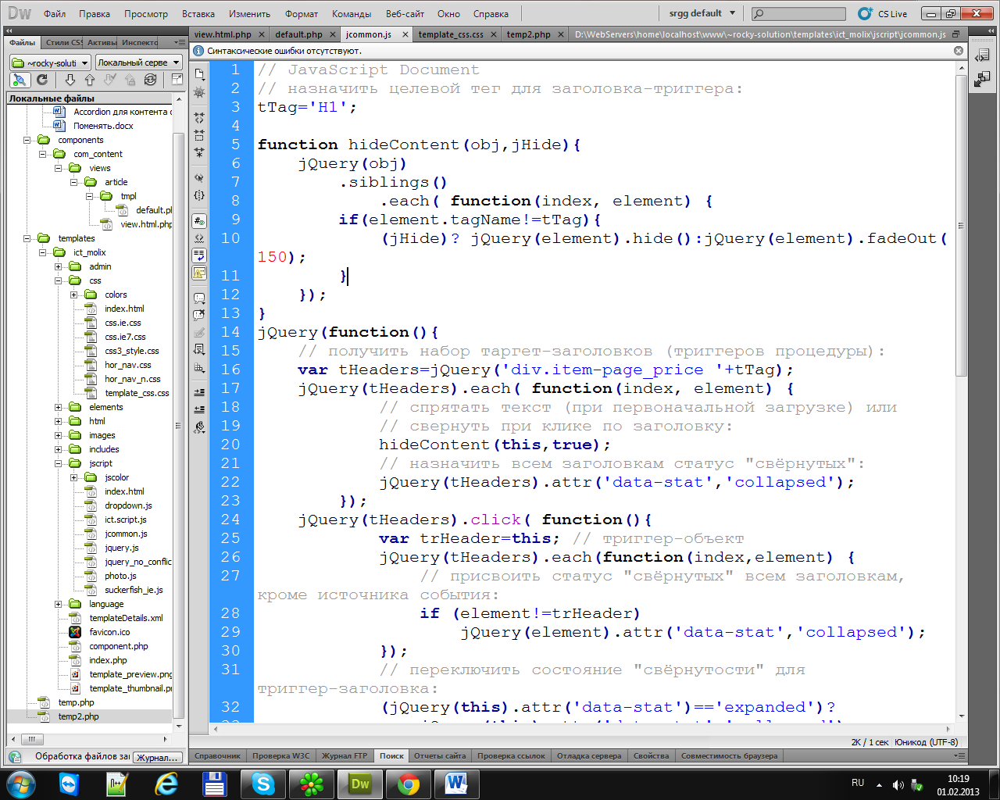 Dw Файл Правка Просмотр Вставка Изменить Формат Команды Веб-сайт Окно Справка srgg default CS Live
Файлы Стили CSS Активы Инспекто
view.html.php default.php jcommon.js template_css.css temp2.php D:\WebServers\home\localhost\www\~rocky-solution\templates\ict_molix\jscript\jcommon.js
Синтаксические ошибки отсутствуют.
~rocky-soluti Локальный серве
Локальные файлы
Accordion для контента с
Поменять.docx
components
com_content
views
article
tmpl
default.pl
view.html.php
templates
ict_molix
admin
css
colors
index.html
css.ie.css
css.ie7.css
css3_style.css
hor_nav.css
hor_nav_n.css
template_css.css
elements
html
images
includes
jscript
jscolor
index.html
dropdown.js
ict.script.js
jcommon.js
jquery.js
jquery_no_conflic
photo.js
suckerfish_ie.js
language
templateDetails.xml
favicon.ico
component.php
index.php
template_preview.png
template_thumbnail.pr
temp.php
temp2.php
Обработка файлов заг Журнал...
1 // JavaScript Document
2 // назначить целевой тег для заголовка-триггера:
3 tTag='H1';
4
5 function hideContent(obj,jHide){
6 jQuery(obj)
7 .siblings()
8 .each( function(index, element) {
9 if(element.tagName!=tTag){
10 (jHide)? jQuery(element).hide():jQuery(element).fadeOut(
150);
11 }
12 });
13 }
14 jQuery(function(){
15 // получить набор таргет-заголовков (триггеров процедуры):
16 var tHeaders=jQuery('div.item-page_price '+tTag);
17 jQuery(tHeaders).each( function(index, element) {
18 // спрятать текст (при первоначальной загрузке) или
19 // свернуть при клике по заголовку:
20 hideContent(this,true);
21 // назначить всем заголовкам статус "свёрнутых":
22 jQuery(tHeaders).attr('data-stat','collapsed');
23 });
24 jQuery(tHeaders).click( function(){
25 var trHeader=this; // триггер-объект
26 jQuery(tHeaders).each(function(index,element) {
27 // присвоить статус "свёрнутых" всем заголовкам,
кроме источника события:
28 if (element!=trHeader)
29 jQuery(element).attr('data-stat','collapsed');
30 });
31 // переключить состояние "свёрнутости" для
триггер-заголовка:
32 (jQuery(this).attr('data-stat')=='expanded')?
2K / 1 сек Юникод (UTF-8)
Справочник Проверка W3C Журнал FTP Поиск Отчеты сайта Проверка ссылок Отладка сервера Свойства Совместимость браузера
RU 10:19
01.02.2013